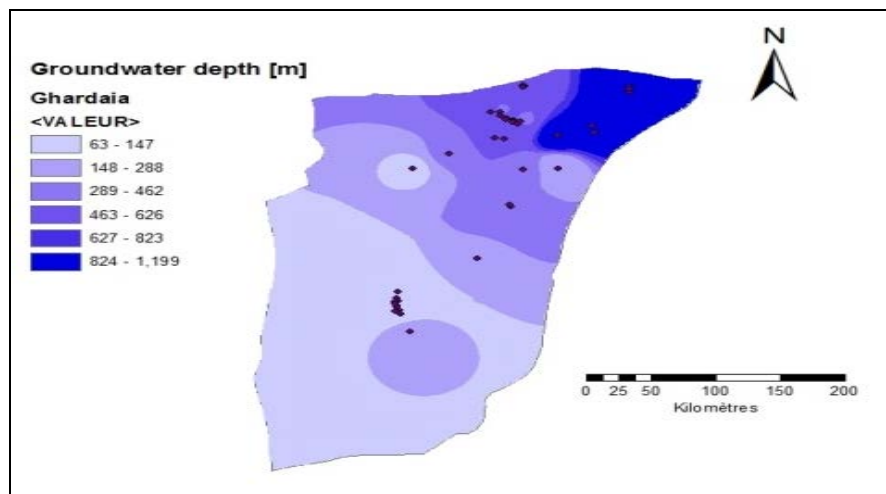 Groundwater depth [m]
Ghardaia
<VALEUR>
63 - 147
148 - 288
289 - 462
463 - 626
627 - 823
824 - 1,199
N
0 25 50 100 150 200
Kilomètres